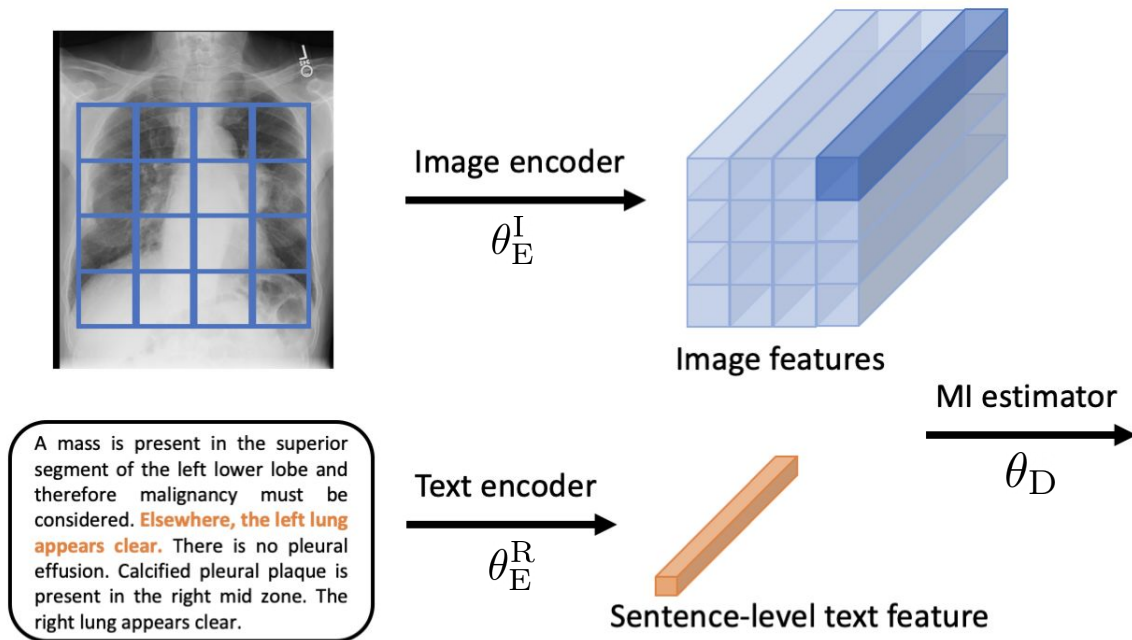 Image encoder
θ_E^I
Image features
MI estimator
θ_D
A mass is present in the superior
segment of the left lower lobe and
therefore malignancy must be
considered. Elsewhere, the left lung
appears clear. There is no pleural
effusion. Calcified pleural plaque is
present in the right mid zone. The
right lung appears clear.
Text encoder
θ_E^R
Sentence-level text feature